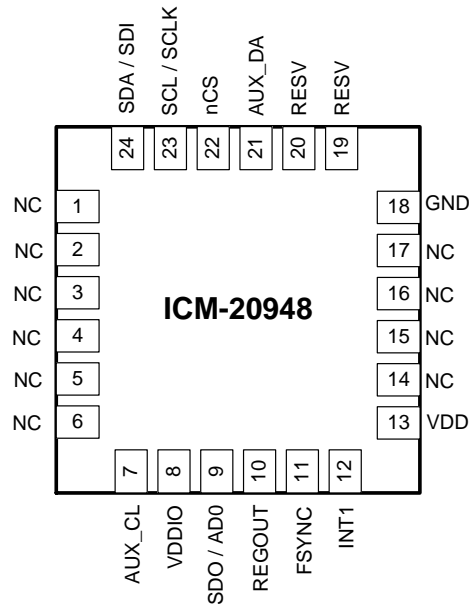 SDA / SDI
SCL / SCLK
nCS
AUX_DA
RESV
RESV
24
23
22
21
20
19
NC 1
18 GND
NC 2
17 NC
NC 3
16 NC
ICM-20948
NC 4
15 NC
NC 5
14 NC
NC 6
13 VDD
7
8
9
10
11
12
AUX_CL
VDDIO
SDO / AD0
REGOUT
FSYNC
INT1